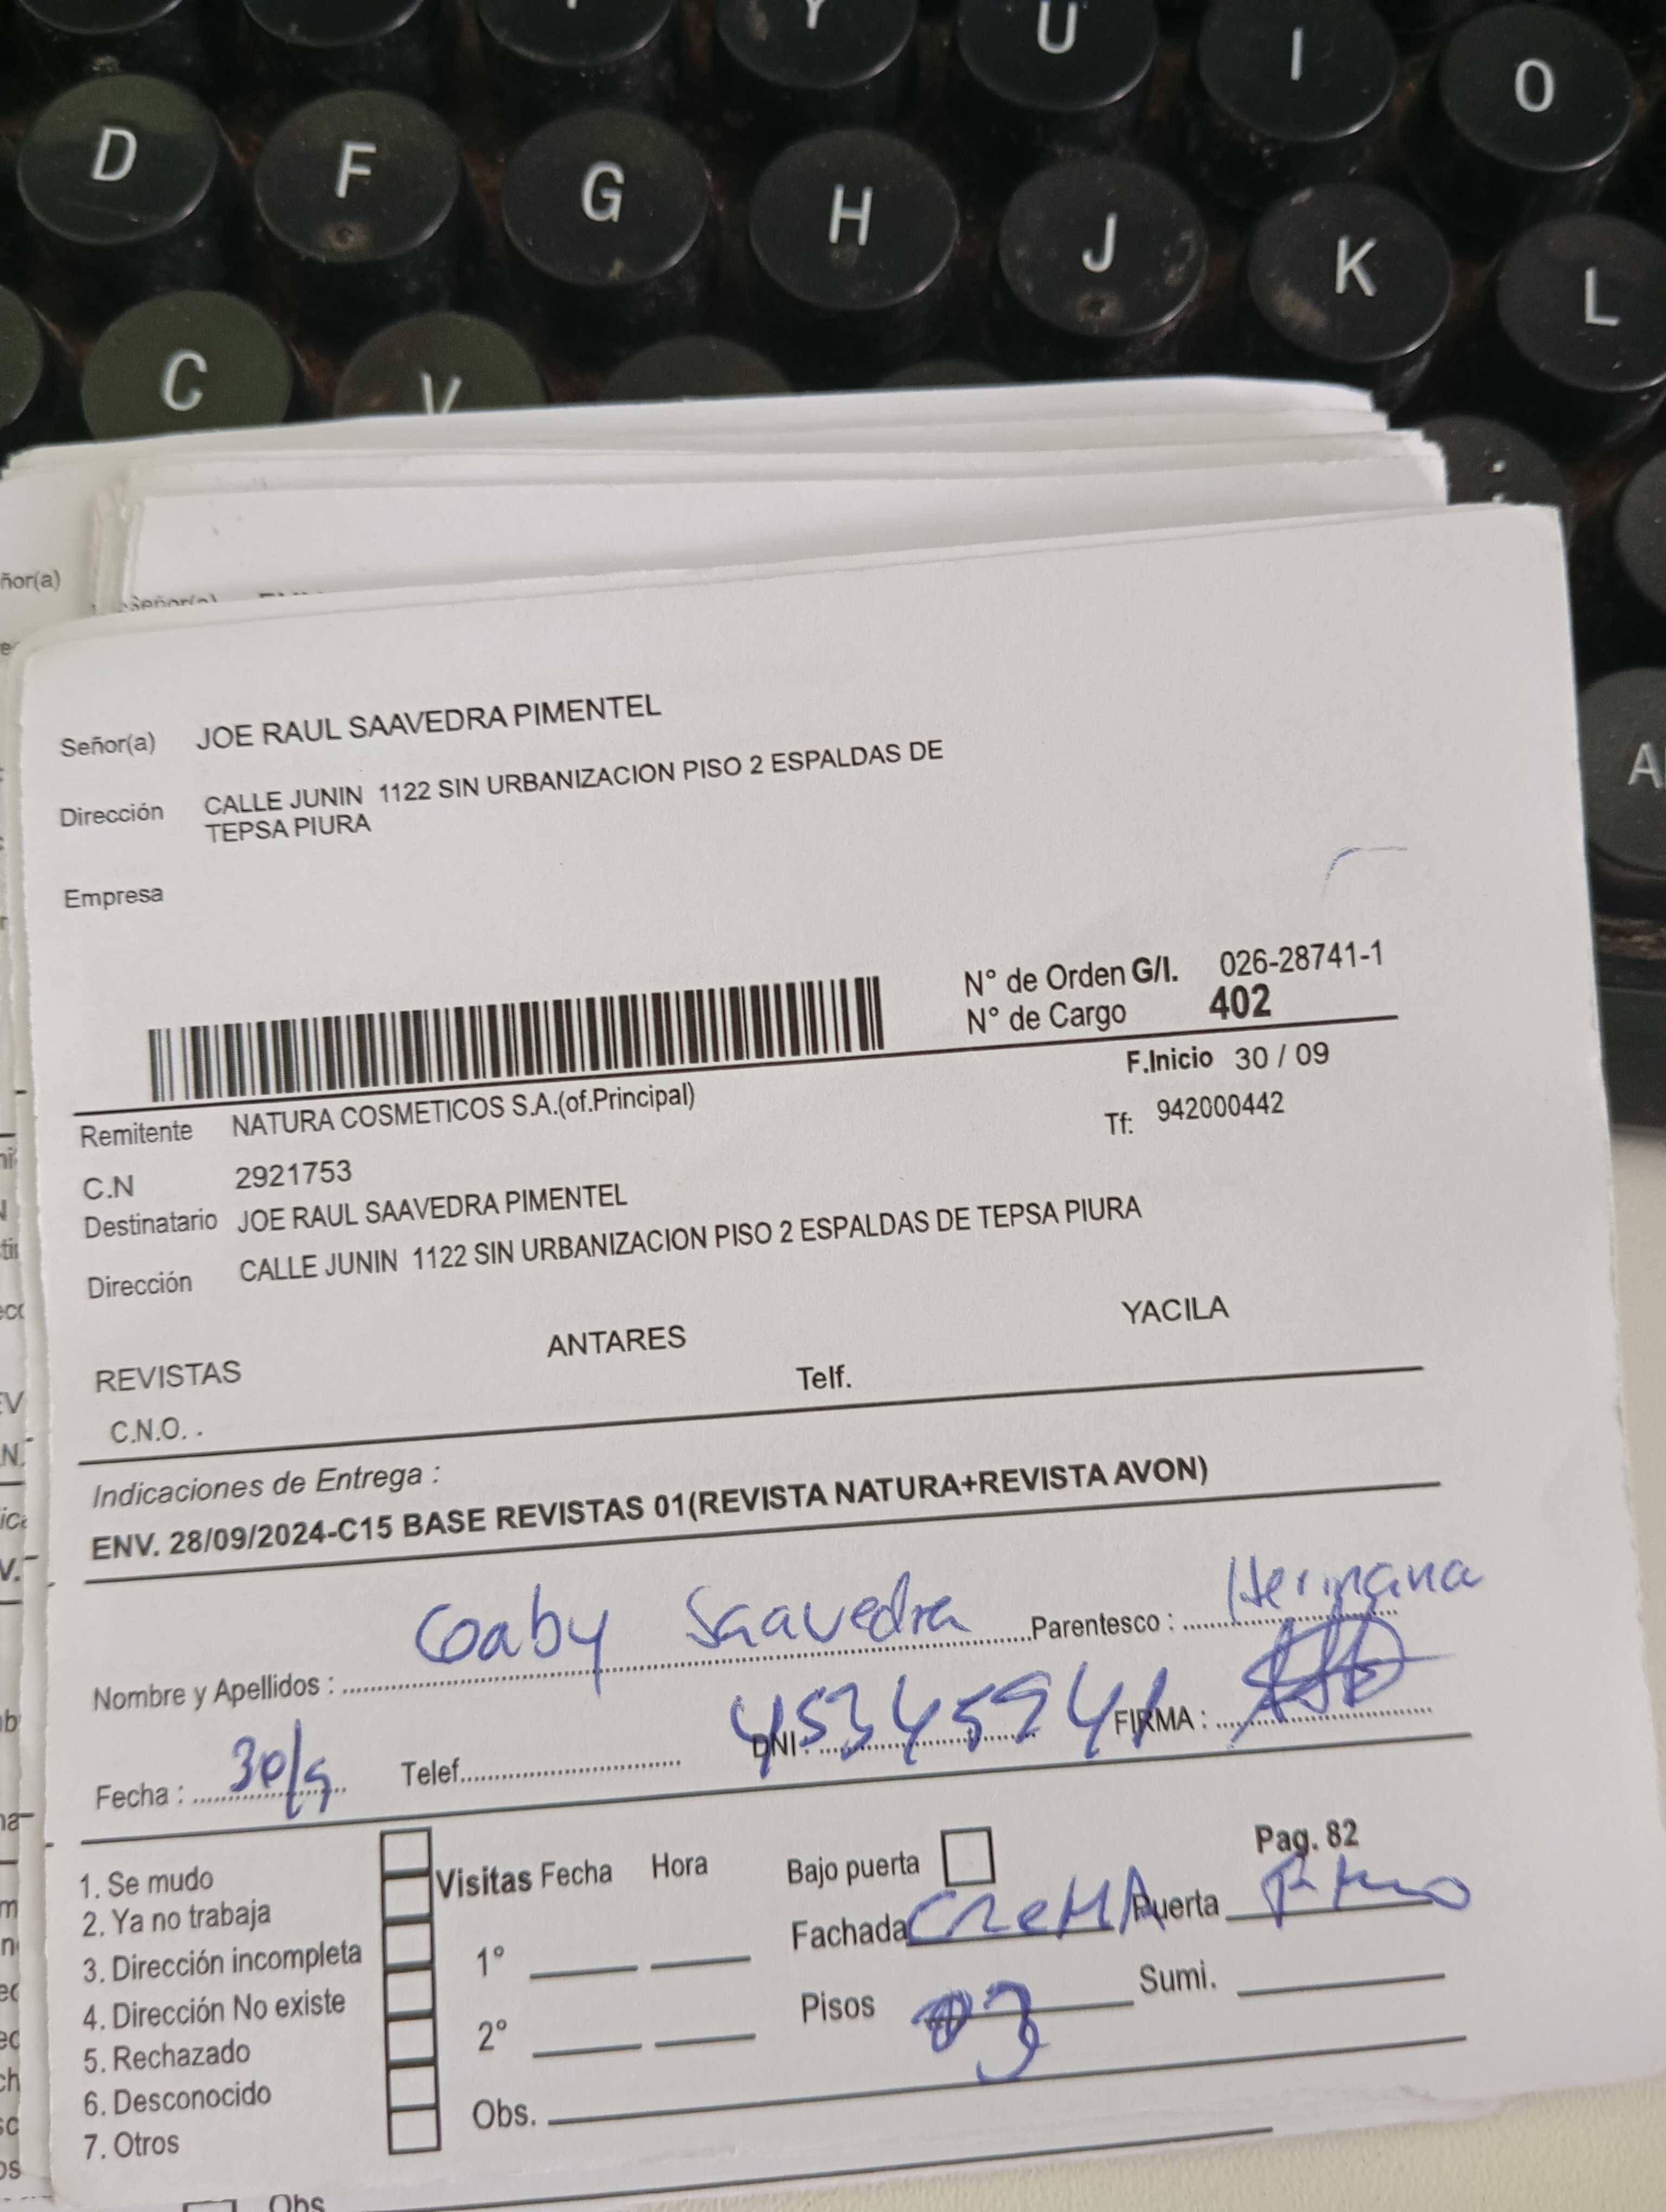 Y U I O
D F G H J K L
C V
ñor(a)
Señor(a)
Señor(a) JOE RAUL SAAVEDRA PIMENTEL
Dirección CALLE JUNIN 1122 SIN URBANIZACION PISO 2 ESPALDAS DE
TEPSA PIURA
Empresa
N° de Orden G/I. 026-28741-1
N° de Cargo 402
F.Inicio 30 / 09
Remitente NATURA COSMETICOS S.A.(of.Principal) Tf: 942000442
C.N 2921753
Destinatario JOE RAUL SAAVEDRA PIMENTEL
Dirección CALLE JUNIN 1122 SIN URBANIZACION PISO 2 ESPALDAS DE TEPSA PIURA
REVISTAS ANTARES YACILA
C.N.O. . Telf.
Indicaciones de Entrega :
ENV. 28/09/2024-C15 BASE REVISTAS 01(REVISTA NATURA+REVISTA AVON)
Nombre y Apellidos : Gaby Saavedra Parentesco : Hermana
Fecha : 30/9 Telef. DNI : 45345941 FIRMA :
Pag. 82
1. Se mudo
2. Ya no trabaja
3. Dirección incompleta
4. Dirección No existe
5. Rechazado
6. Desconocido
7. Otros
Visitas Fecha Hora
1°
2°
Obs.
Bajo puerta
Fachada CREMA Puerta
Pisos 03 Sumi.
Obs